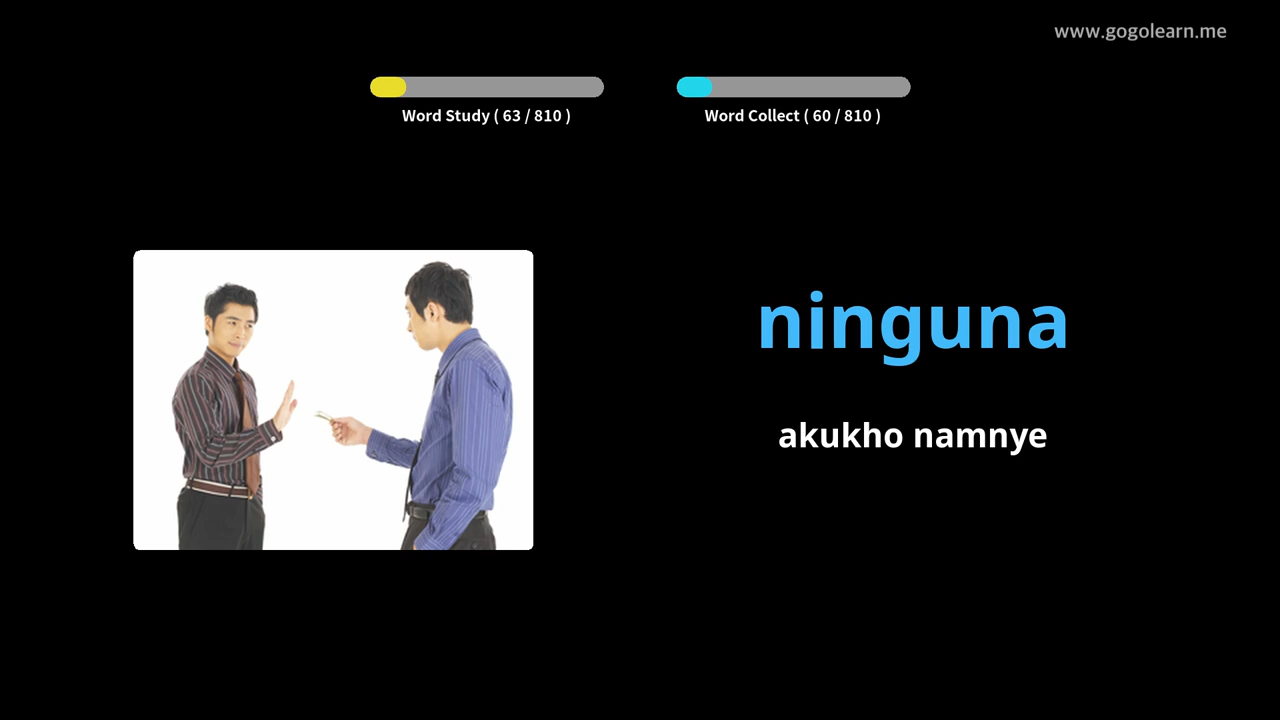 www.gogolearn.me
Word Study ( 63 / 810 )
Word Collect ( 60 / 810 )
ninguna
akukho namnye